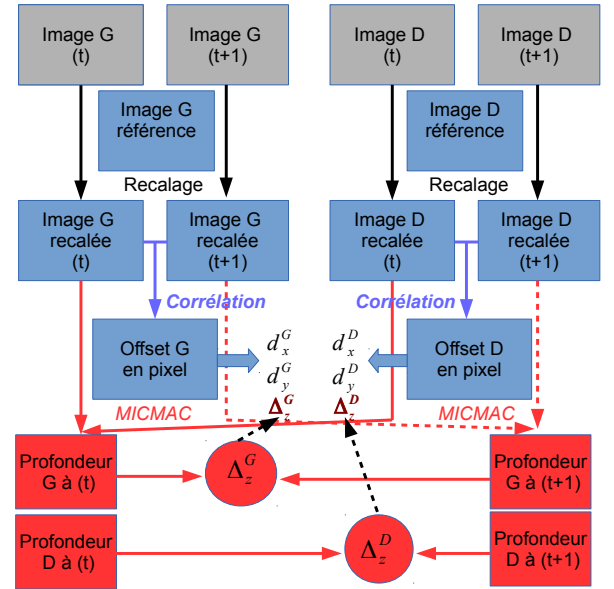 Image G
(t)
Image G
(t+1)
Image D
(t)
Image D
(t+1)
Image G
référence
Image D
référence
Recalage
Recalage
Image G
recalée
(t)
Image G
recalée
(t+1)
Image D
recalée
(t)
Image D
recalée
(t+1)
Corrélation
Corrélation
Offset G
en pixel
d_x^G
d_y^G
Δ_z^G
d_x^D
d_y^D
Δ_z^D
Offset D
en pixel
MICMAC
MICMAC
Profondeur
G à (t)
Δ_z^G
Profondeur
G à (t+1)
Profondeur
D à (t)
Δ_z^D
Profondeur
D à (t+1)